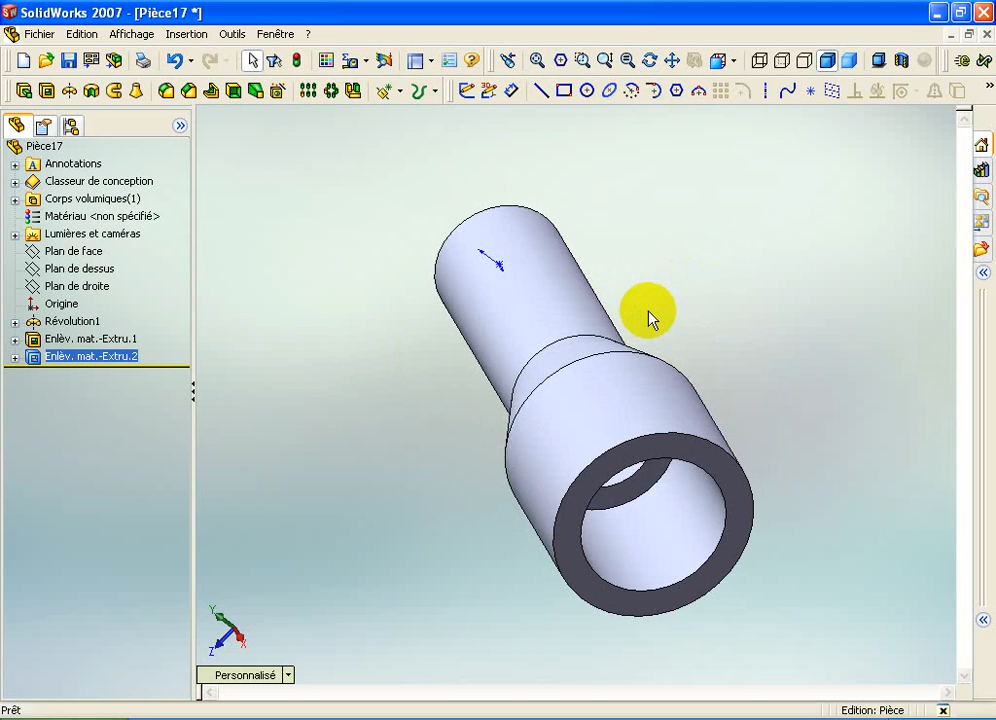 SolidWorks 2007 - [Pièce17 *]
Fichier Edition Affichage Insertion Outils Fenêtre ?
Pièce17
A Annotations
Classeur de conception
Corps volumiques(1)
Matériau <non spécifié>
Lumières et caméras
Plan de face
Plan de dessus
Plan de droite
Origine
Révolution1
Enlèv. mat.-Extru.1
Enlèv. mat.-Extru.2
Y
X
Z
Personnalisé
Prêt
Edition: Pièce